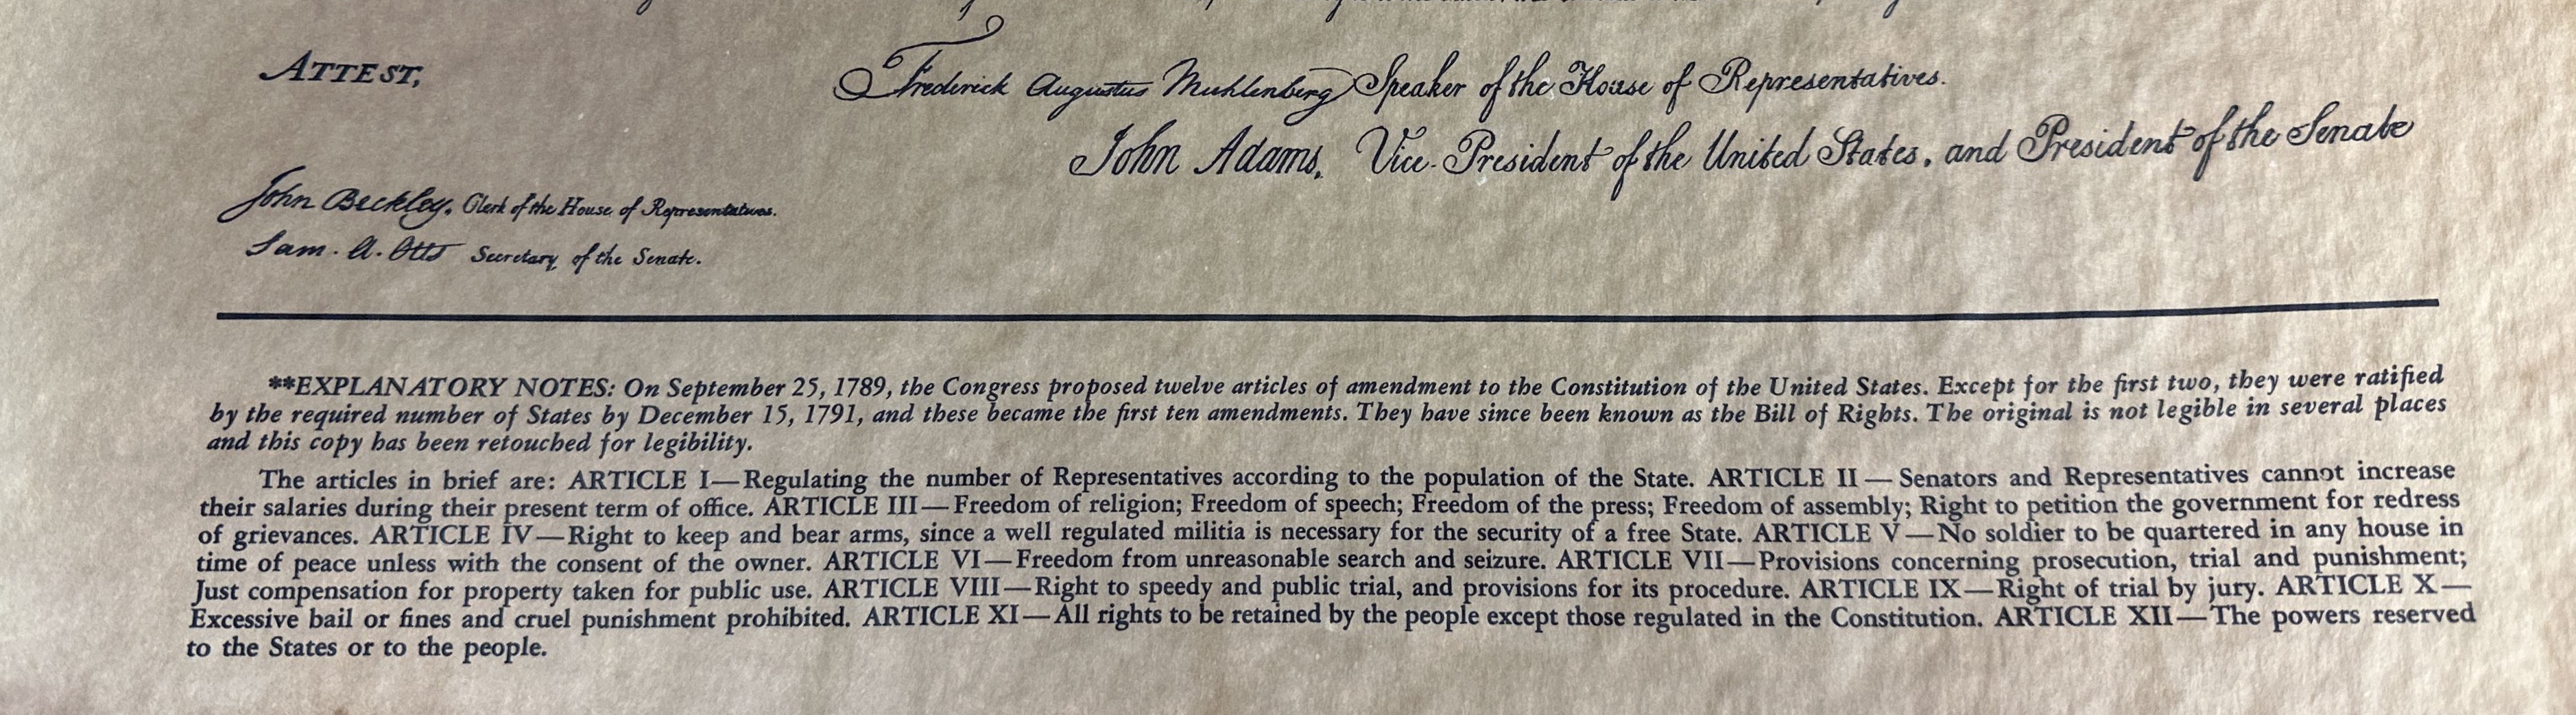 ATTEST,
Frederick Augustus Muhlenberg Speaker of the House of Representatives.
John Adams, Vice-President of the United States, and President of the Senate
John Beckley, Clerk of the House of Representatives.
Sam. A. Otis Secretary of the Senate.
**EXPLANATORY NOTES: On September 25, 1789, the Congress proposed twelve articles of amendment to the Constitution of the United States. Except for the first two, they were ratified
by the required number of States by December 15, 1791, and these became the first ten amendments. They have since been known as the Bill of Rights. The original is not legible in several places
and this copy has been retouched for legibility.
The articles in brief are: ARTICLE I—Regulating the number of Representatives according to the population of the State. ARTICLE II — Senators and Representatives cannot increase
their salaries during their present term of office. ARTICLE III—Freedom of religion; Freedom of speech; Freedom of the press; Freedom of assembly; Right to petition the government for redress
of grievances. ARTICLE IV—Right to keep and bear arms, since a well regulated militia is necessary for the security of a free State. ARTICLE V—No soldier to be quartered in any house in
time of peace unless with the consent of the owner. ARTICLE VI—Freedom from unreasonable search and seizure. ARTICLE VII—Provisions concerning prosecution, trial and punishment;
Just compensation for property taken for public use. ARTICLE VIII—Right to speedy and public trial, and provisions for its procedure. ARTICLE IX—Right of trial by jury. ARTICLE X—
Excessive bail or fines and cruel punishment prohibited. ARTICLE XI—All rights to be retained by the people except those regulated in the Constitution. ARTICLE XII—The powers reserved
to the States or to the people.